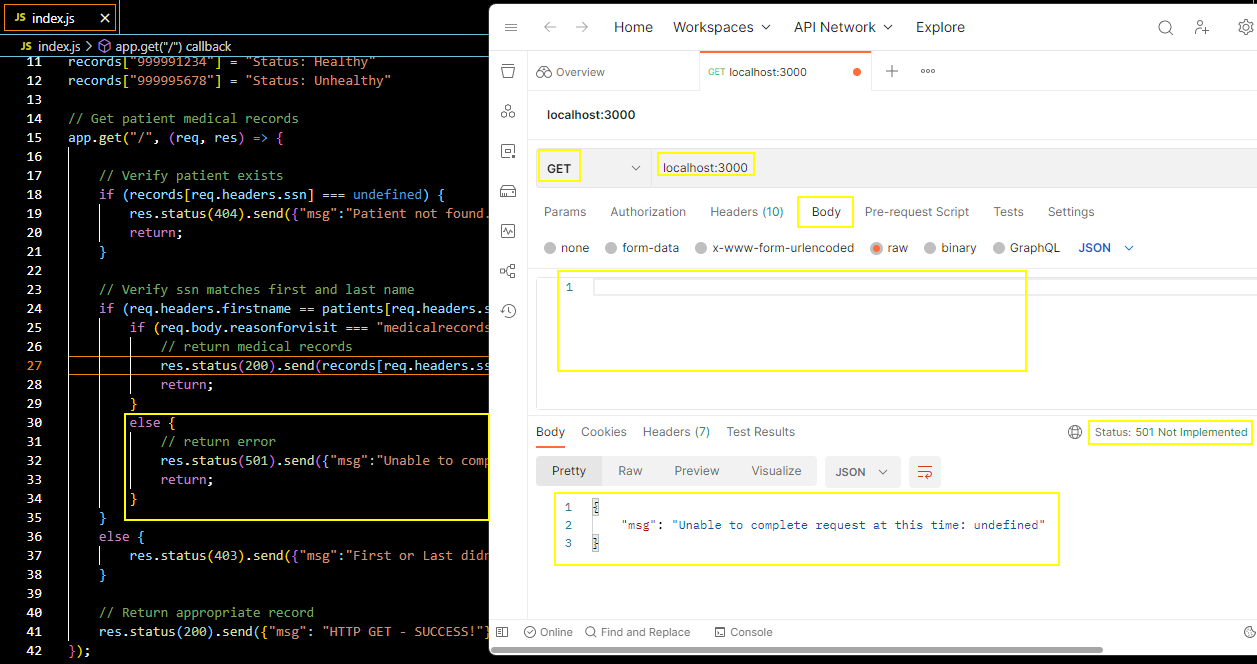 JS index.js ×
JS index.js > app.get("/") callback
11 records["999991234"] = "Status: Healthy"
12 records["999995678"] = "Status: Unhealthy"
13
14 // Get patient medical records
15 app.get("/", (req, res) => {
16
17 // Verify patient exists
18 if (records[req.headers.ssn] === undefined) {
19 res.status(404).send({"msg":"Patient not found.
20 return;
21 }
22
23 // Verify ssn matches first and last name
24 if (req.headers.firstname == patients[req.headers.s
25 if (req.body.reasonforvisit === "medicalrecords
26 // return medical records
27 res.status(200).send(records[req.headers.ss
28 return;
29 }
30 else {
31 // return error
32 res.status(501).send({"msg":"Unable to comp
33 return;
34 }
35 }
36 else {
37 res.status(403).send({"msg":"First or Last didn
38 }
39
40 // Return appropriate record
41 res.status(200).send({"msg": "HTTP GET - SUCCESS!"}
42 });
Home Workspaces API Network Explore
Overview GET localhost:3000
localhost:3000
GET localhost:3000
Params Authorization Headers (10) Body Pre-request Script Tests Settings
none form-data x-www-form-urlencoded raw binary GraphQL JSON
1
Body Cookies Headers (7) Test Results Status: 501 Not Implemented
Pretty Raw Preview Visualize JSON
1 {
2 "msg": "Unable to complete request at this time: undefined"
3 }
Online Find and Replace Console